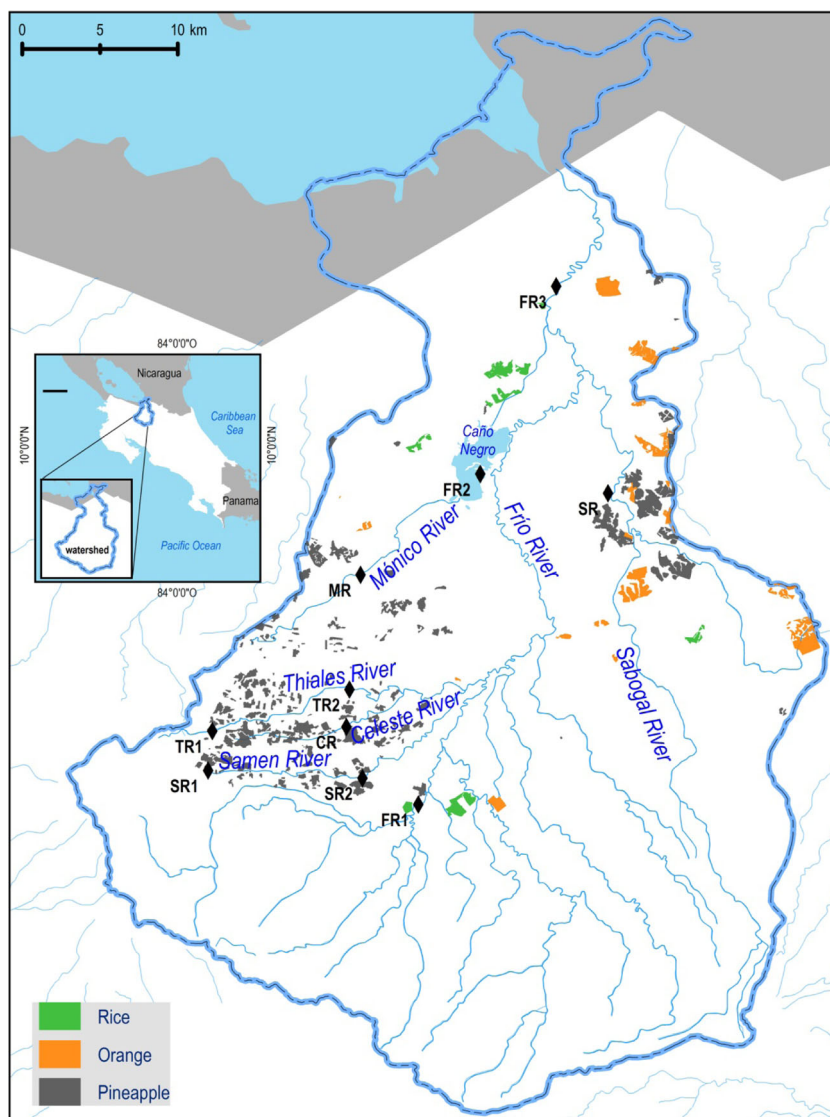 0 5 10 km
FR3
84°0'0"O
Nicaragua
Caribbean
Sea
10°0'0"N
10°0'0"N
Panama
watershed
Pacific Ocean
84°0'0"O
Caño
Negro
FR2
SR
Mónico River
Frío River
MR
Thiales River
TR2
Celeste River
Sabogal River
TR1
CR
Samen River
SR1
SR2
FR1
Rice
Orange
Pineapple